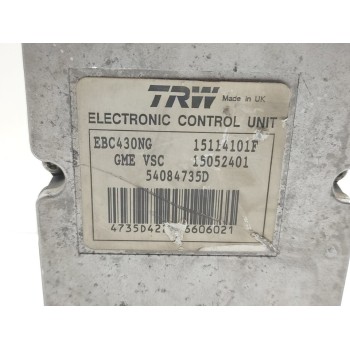 TRW Made in UK
ELECTRONIC CONTROL UNIT
EBC430NG 15114101F
GME VSC 15052401
54084735D